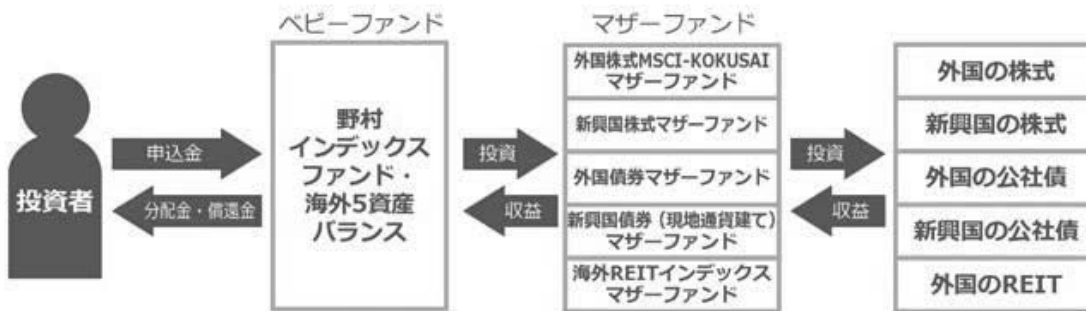 ベビーファンド
マザーファンド
投資者
申込金
分配金・償還金
野村
インデックス
ファンド・
海外5資産
バランス
投資
収益
外国株式MSCI-KOKUSAI
マザーファンド
新興国株式マザーファンド
外国債券マザーファンド
新興国債券（現地通貨建て）
マザーファンド
海外REITインデックス
マザーファンド
投資
収益
外国の株式
新興国の株式
外国の公社債
新興国の公社債
外国のREIT